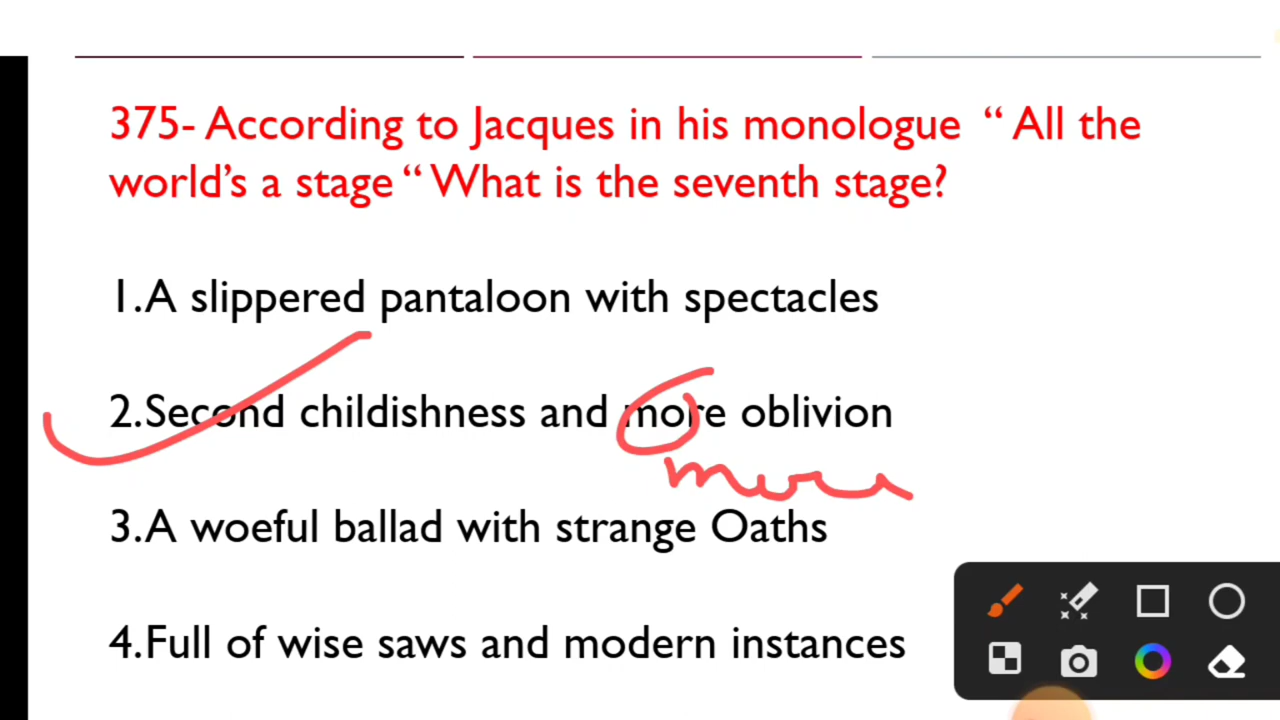 375- According to Jacques in his monologue “ All the
world’s a stage “ What is the seventh stage?
1.A slippered pantaloon with spectacles
2.Second childishness and more oblivion
3.A woeful ballad with strange Oaths
4.Full of wise saws and modern instances